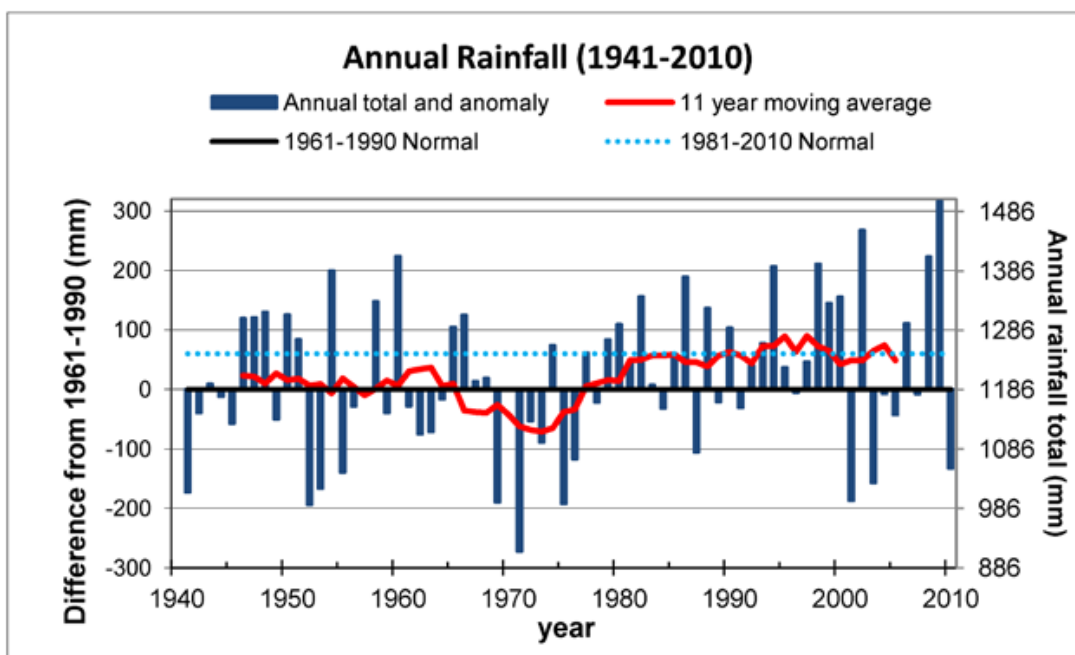 Annual Rainfall (1941-2010)
Annual total and anomaly
11 year moving average
1961-1990 Normal
1981-2010 Normal
Difference from 1961-1990 (mm)
300
200
100
0
-100
-200
-300
1486
1386
1286
1186
1086
986
886
Annual rainfall total (mm)
1940
1950
1960
1970
1980
1990
2000
2010
year